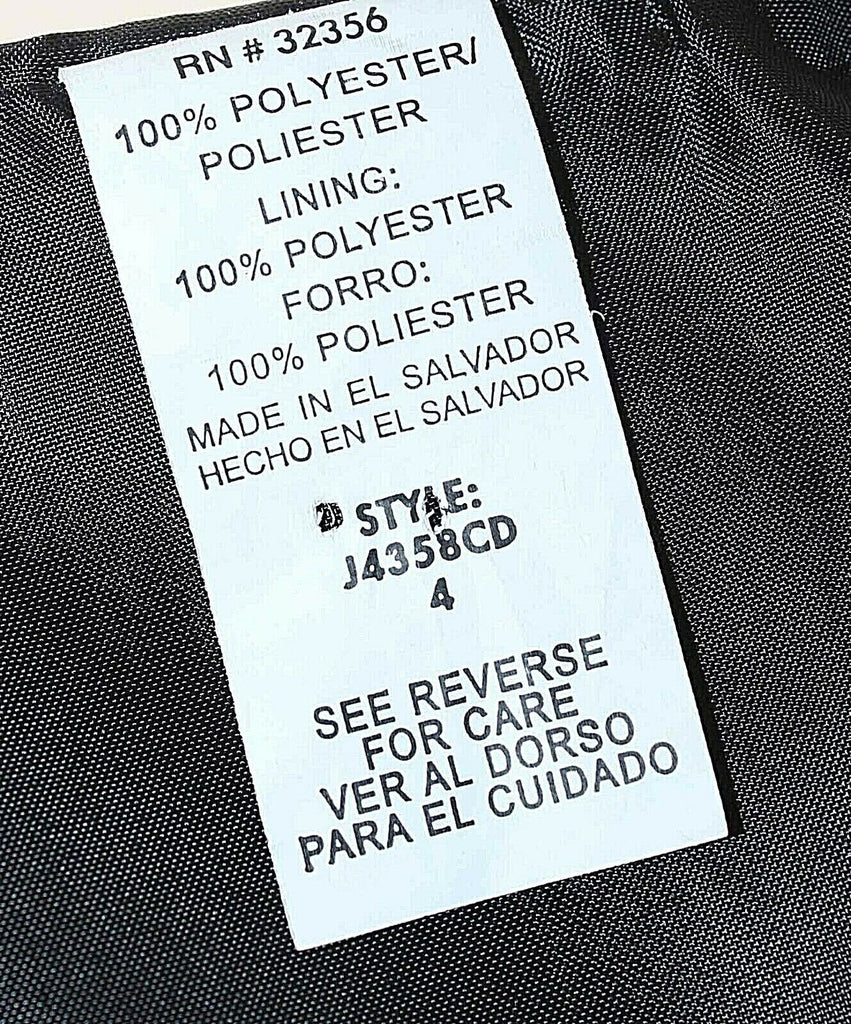 RN # 32356
100% POLYESTER/
POLIESTER
LINING:
100% POLYESTER
FORRO:
100% POLIESTER
MADE IN EL SALVADOR
HECHO EN EL SALVADOR
STYLE:
J4358CD
4
SEE REVERSE
FOR CARE
VER AL DORSO
PARA EL CUIDADO